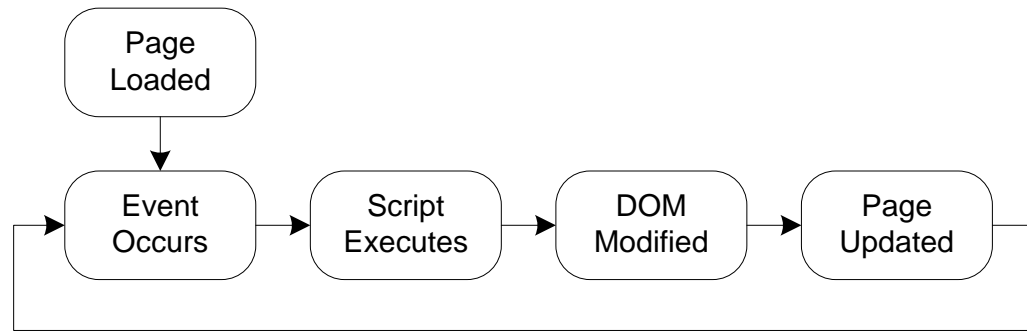 Page
Loaded
Event
Occurs
Script
Executes
DOM
Modified
Page
Updated